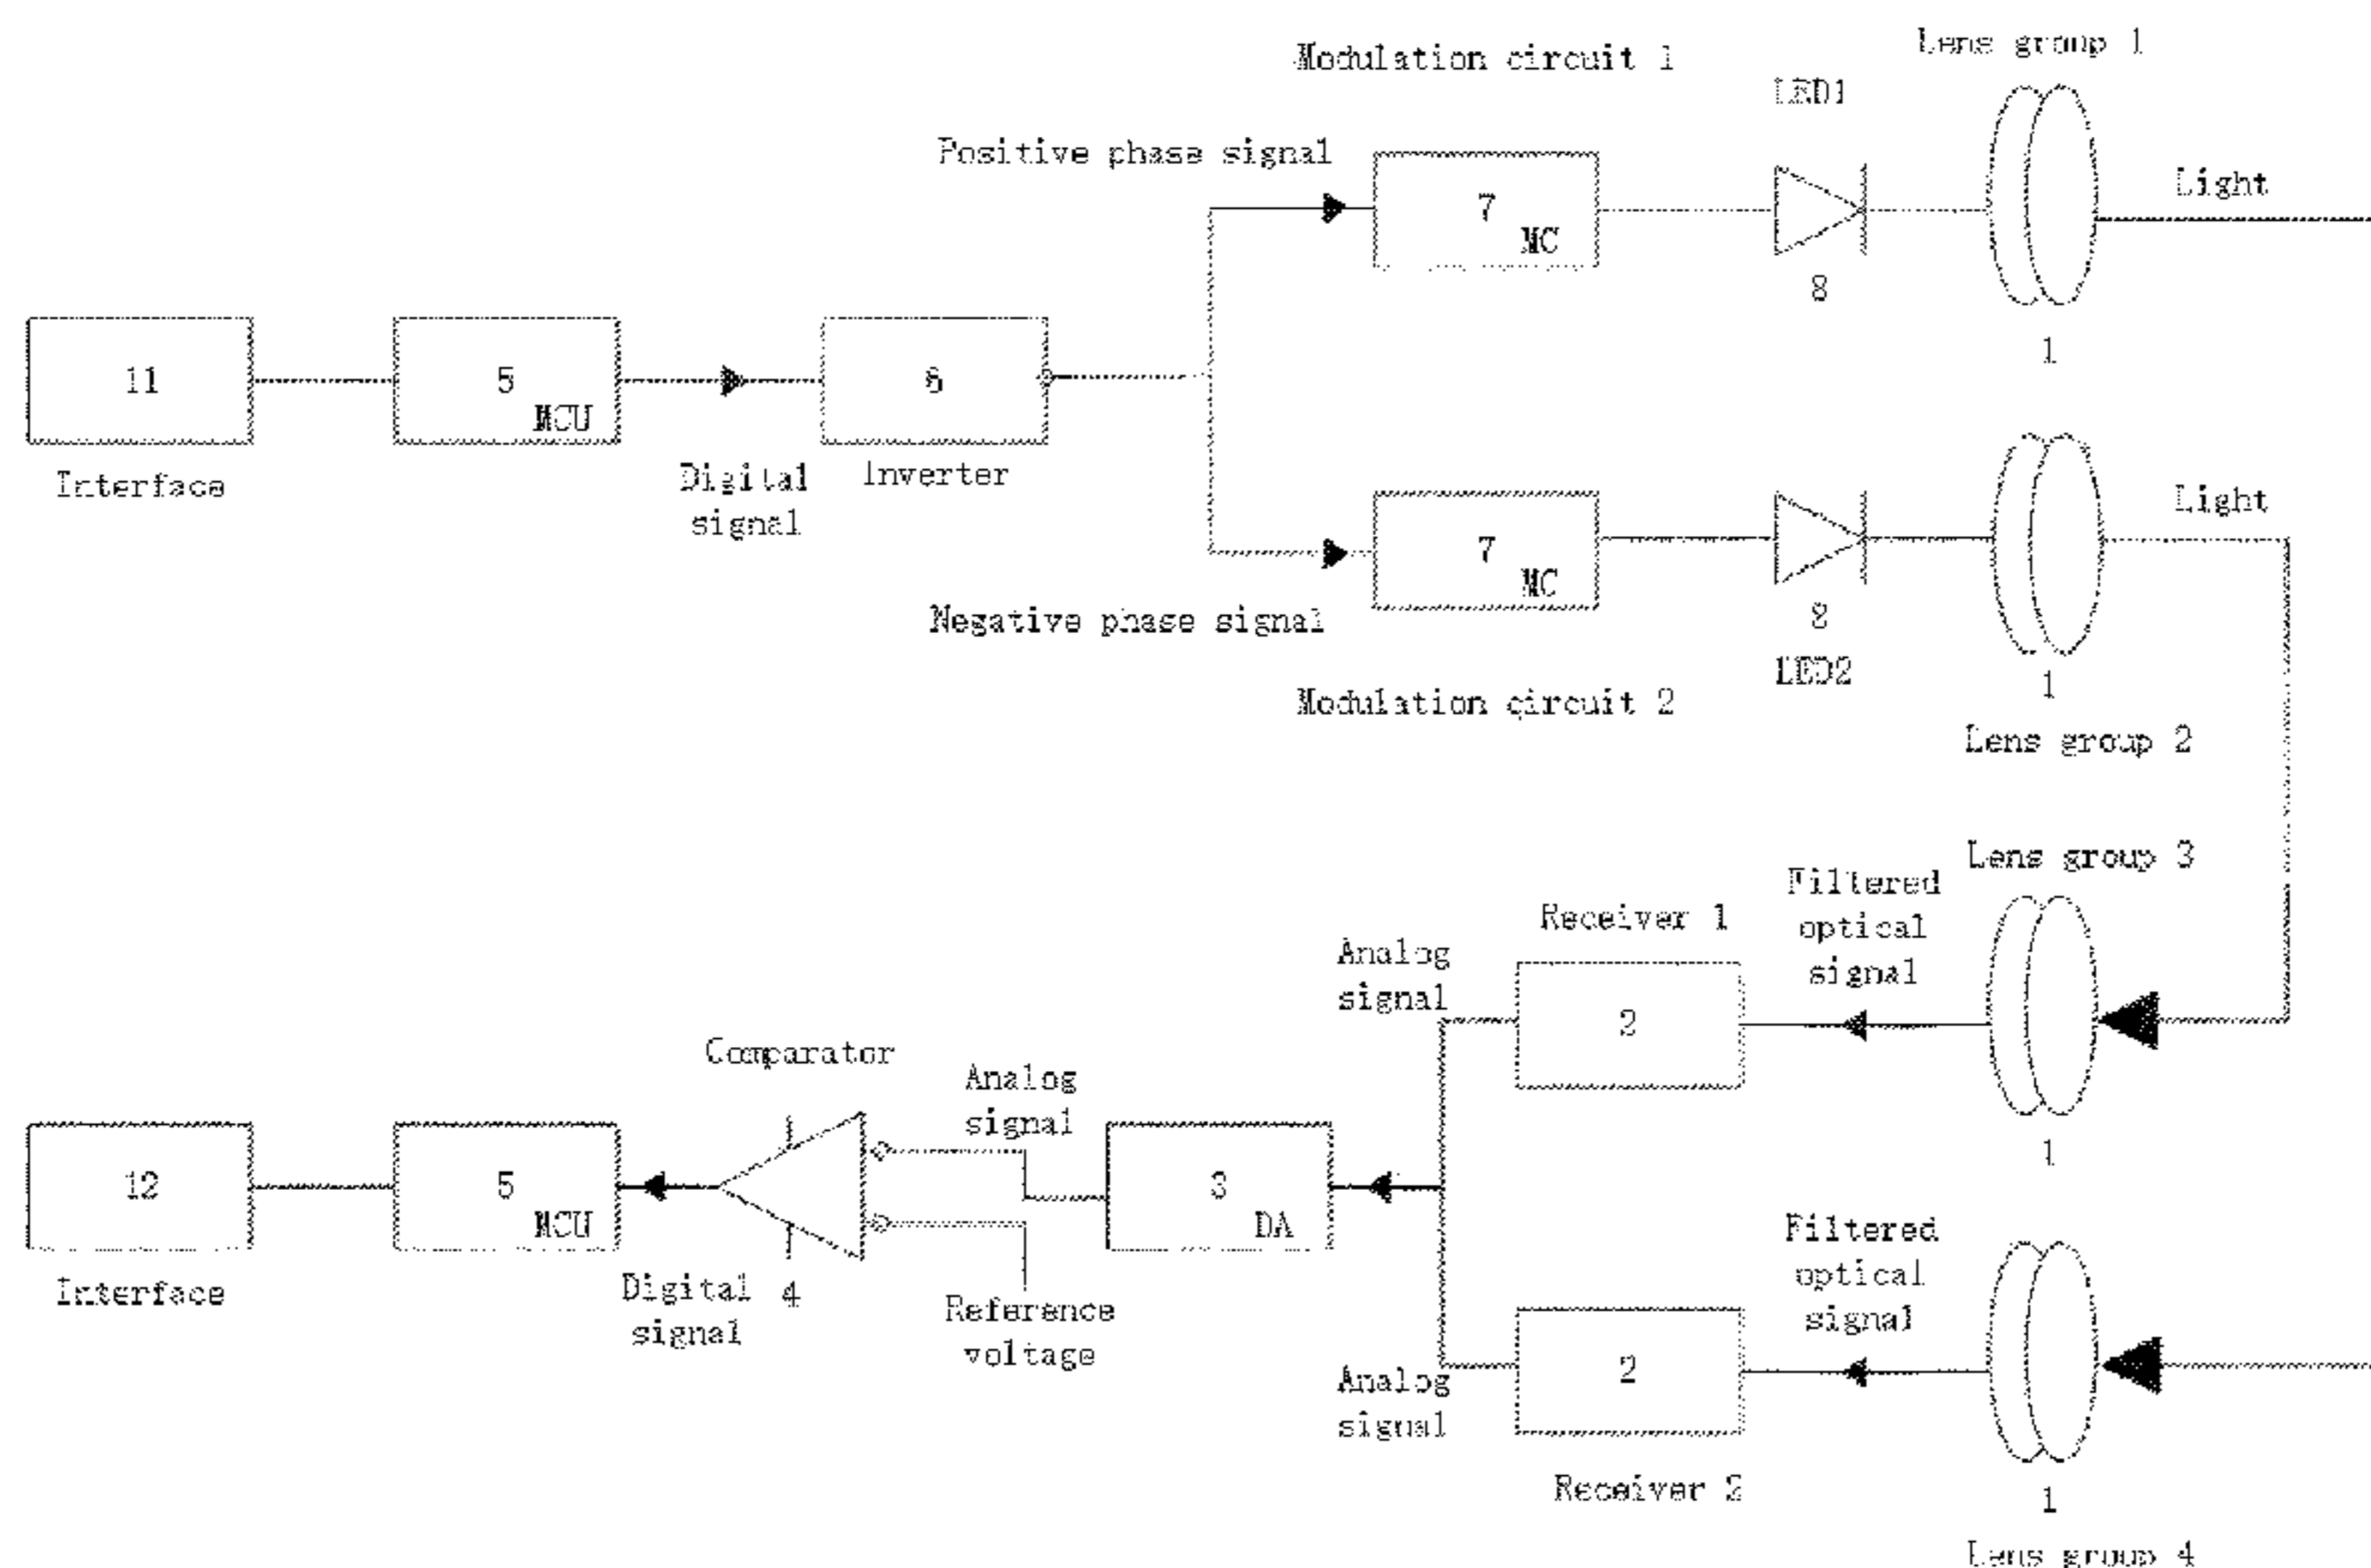 Lens group 1
Modulation circuit 1
LED1
Positive phase signal
Light
7
MC
8
1
11
5
MCU
6
Interface
Digital
signal
Inverter
Light
7
MC
Negative phase signal
8
LED2
1
Modulation circuit 2
Lens group 2
Lens group 3
Filtered
optical
signal
Receiver 1
Analog
signal
2
Comparator
Analog
signal
1
12
5
MCU
3
DA
Filtered
optical
signal
Interface
Digital
signal
4
Reference
voltage
2
Analog
signal
Receiver 2
1
Lens group 4